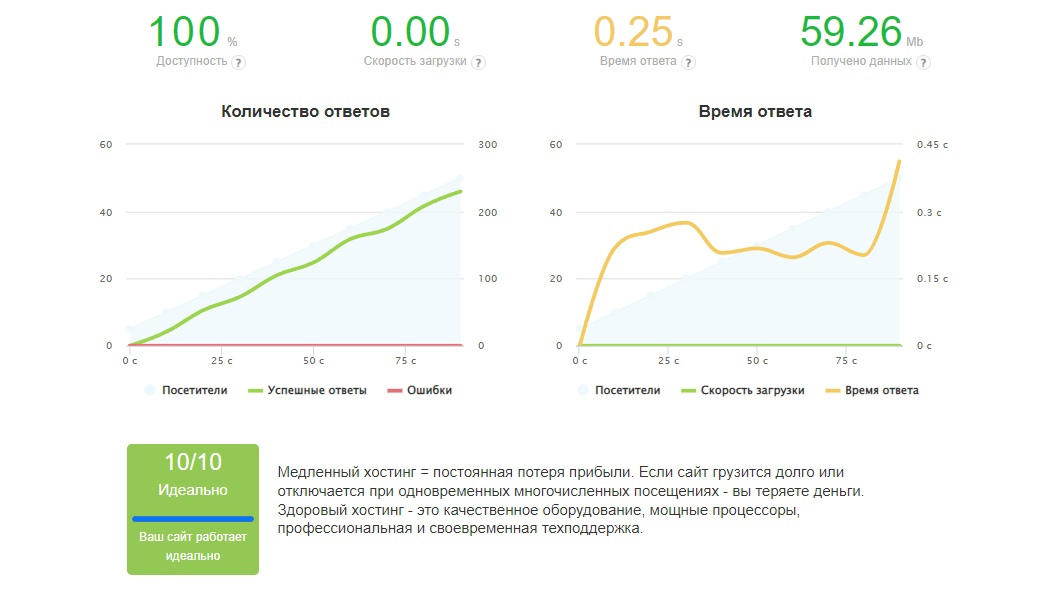 100 % 0.00 s 0.25 s 59.26 Mb
Доступность ? Скорость загрузки ? Время ответа ? Получено данных ?
Количество ответов
60 300
40 200
20 100
0 0
0 с 25 с 50 с 75 с
Посетители Успешные ответы Ошибки
Время ответа
60 0.45 с
40 0.3 с
20 0.15 с
0 0 с
0 с 25 с 50 с 75 с
Посетители Скорость загрузки Время ответа
10/10
Идеально
Ваш сайт работает
идеально
Медленный хостинг = постоянная потеря прибыли. Если сайт грузится долго или
отключается при одновременных многочисленных посещениях - вы теряете деньги.
Здоровый хостинг - это качественное оборудование, мощные процессоры,
профессиональная и своевременная техподдержка.